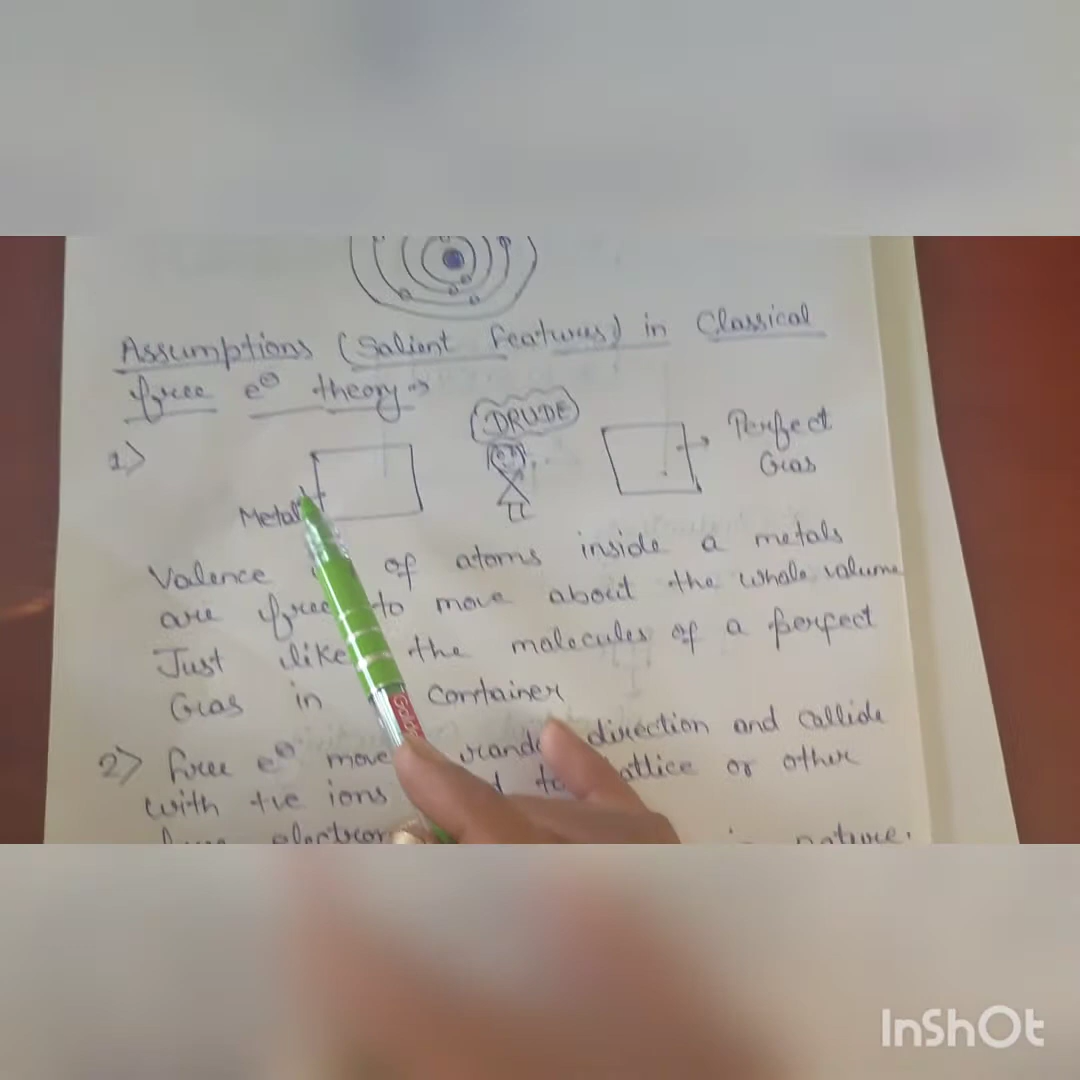 Assumptions (Salient Features) in Classical
free e⊖ theory →
1)
DRUDE
Perfect
Gas
Metal
Valence of atoms inside a metals
are free to move about the whole volume
Just like the molecules of a perfect
Gas in container
2) Free e⊖ move direction and collide
with +ve ions lattice or other
nature.
InShOt